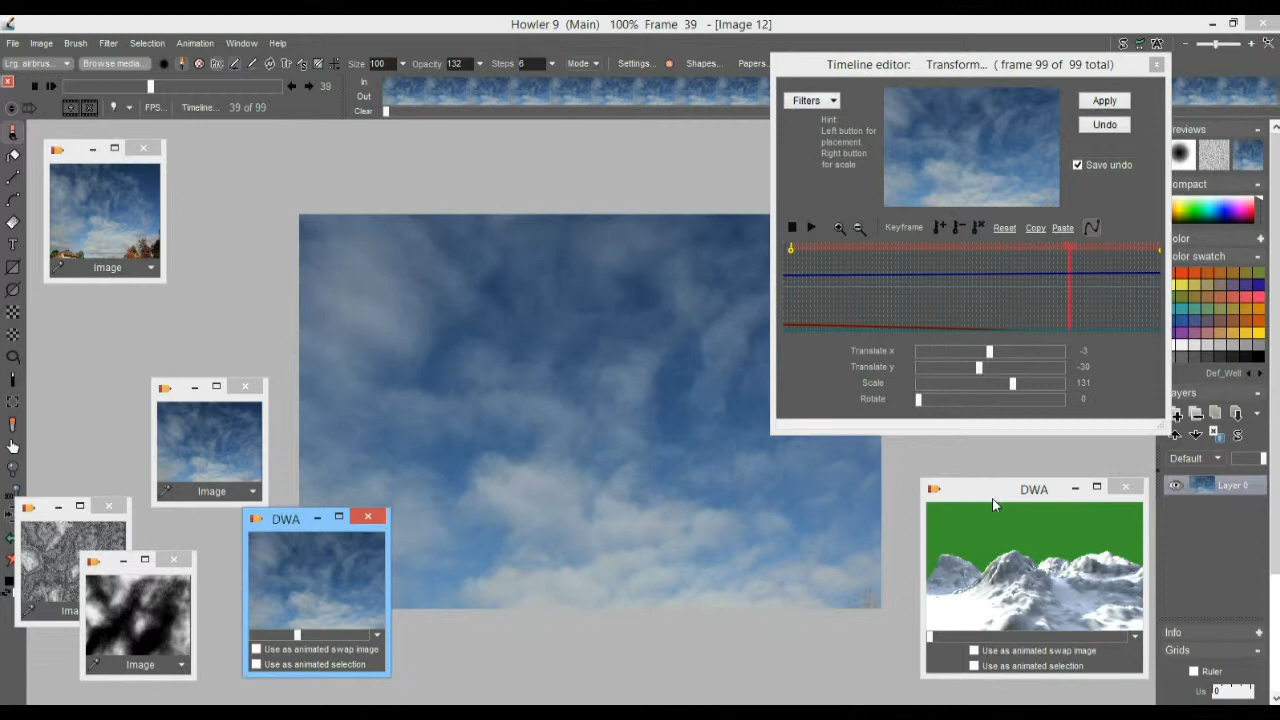 Howler 9 (Main) 100% Frame 39 - [Image 12]
File Image Brush Filter Selection Animation Window Help
Lrg. airbrus... Browse media... Size 100 Opacity 132 Steps 6 Mode Settings... Shapes... Papers...
39
In
Out
Clear
FPS... Timeline... 39 of 99
Timeline editor: Transform... ( frame 99 of 99 total)
Filters
Hint:
Left button for
placement.
Right button
for scale
Apply
Undo
Save undo
Keyframe Reset Copy Paste
Translate x -3
Translate y -30
Scale 131
Rotate 0
reviews
ompact
olor
olor swatch
Def_Well
ayers
Default
Layer 0
Info
Grids
Ruler
Us 0
Image
Image
Ima
Image
DWA
Use as animated swap image
Use as animated selection
DWA
Use as animated swap image
Use as animated selection